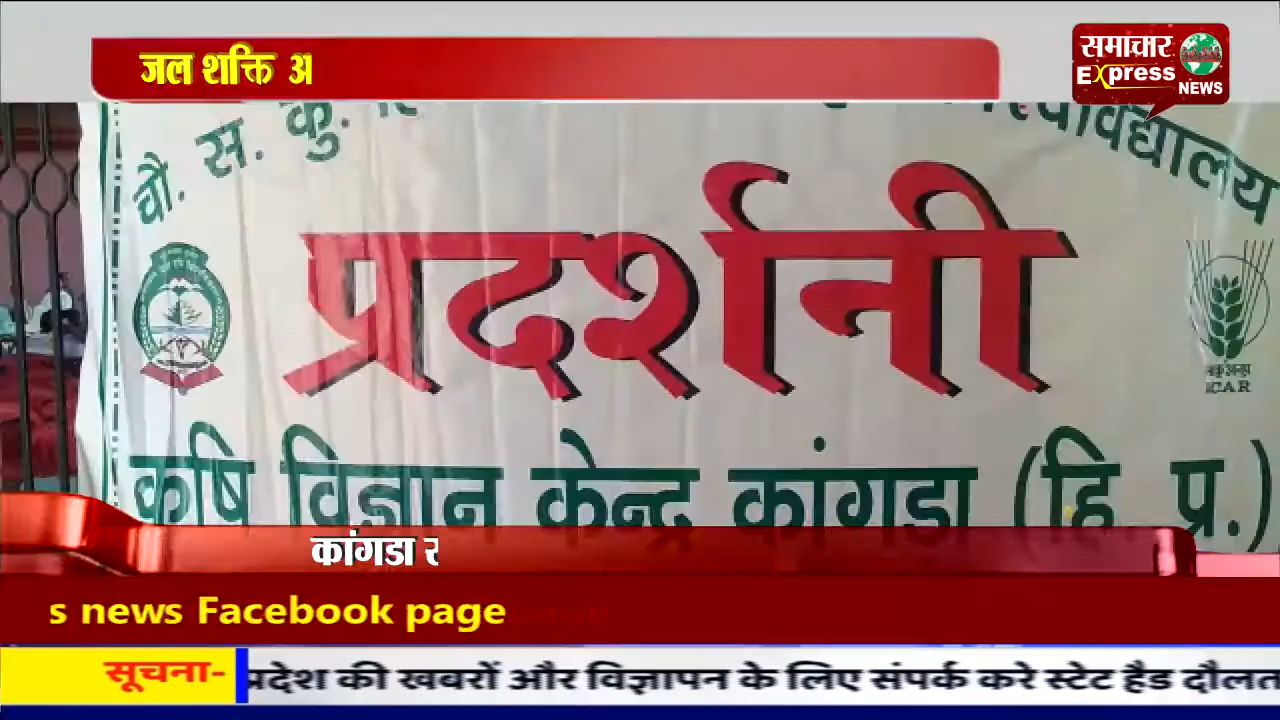 जल शक्ति अ
समाचार
Express
NEWS
चौ. स. कु.
प्रदर्शनी
ICAR
कृषि विज्ञान केन्द्र कांगडा (हि. प्र.)
कांगडा
s news Facebook page
सूचना- प्रदेश की खबरों और विज्ञापन के लिए संपर्क करे स्टेट हैड दौलत